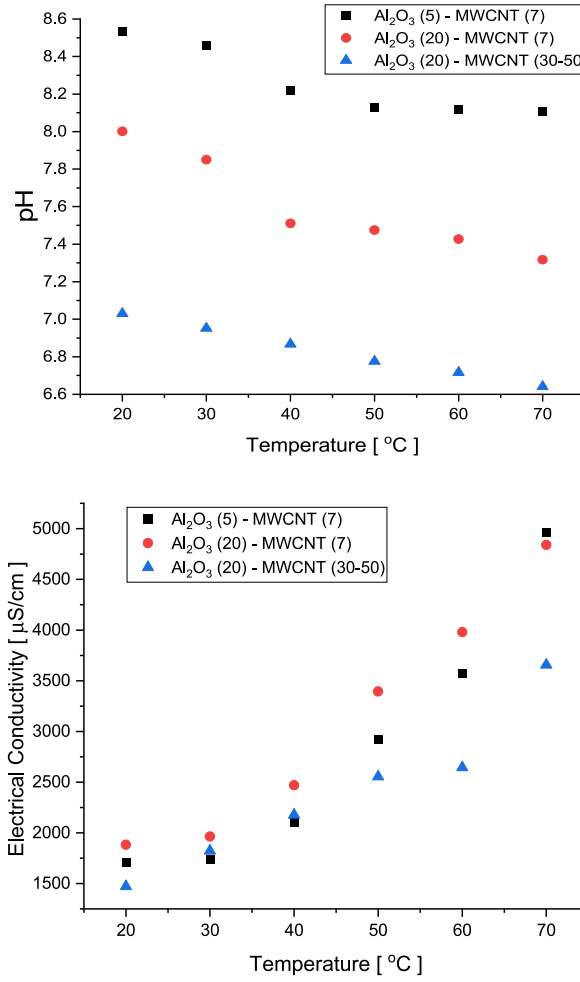 8.6
8.4
8.2
8.0
7.8
7.6
7.4
7.2
7.0
6.8
6.6
pH
Al₂O₃ (5) - MWCNT (7)
Al₂O₃ (20) - MWCNT (7)
Al₂O₃ (20) - MWCNT (30-50
20 30 40 50 60 70
Temperature [ °C]
5000
4500
4000
3500
3000
2500
2000
1500
Electrical Conductivity [ µS/cm]
Al₂O₃ (5) - MWCNT (7)
Al₂O₃ (20) - MWCNT (7)
Al₂O₃ (20) - MWCNT (30-50)
20 30 40 50 60 70
Temperature [ °C]